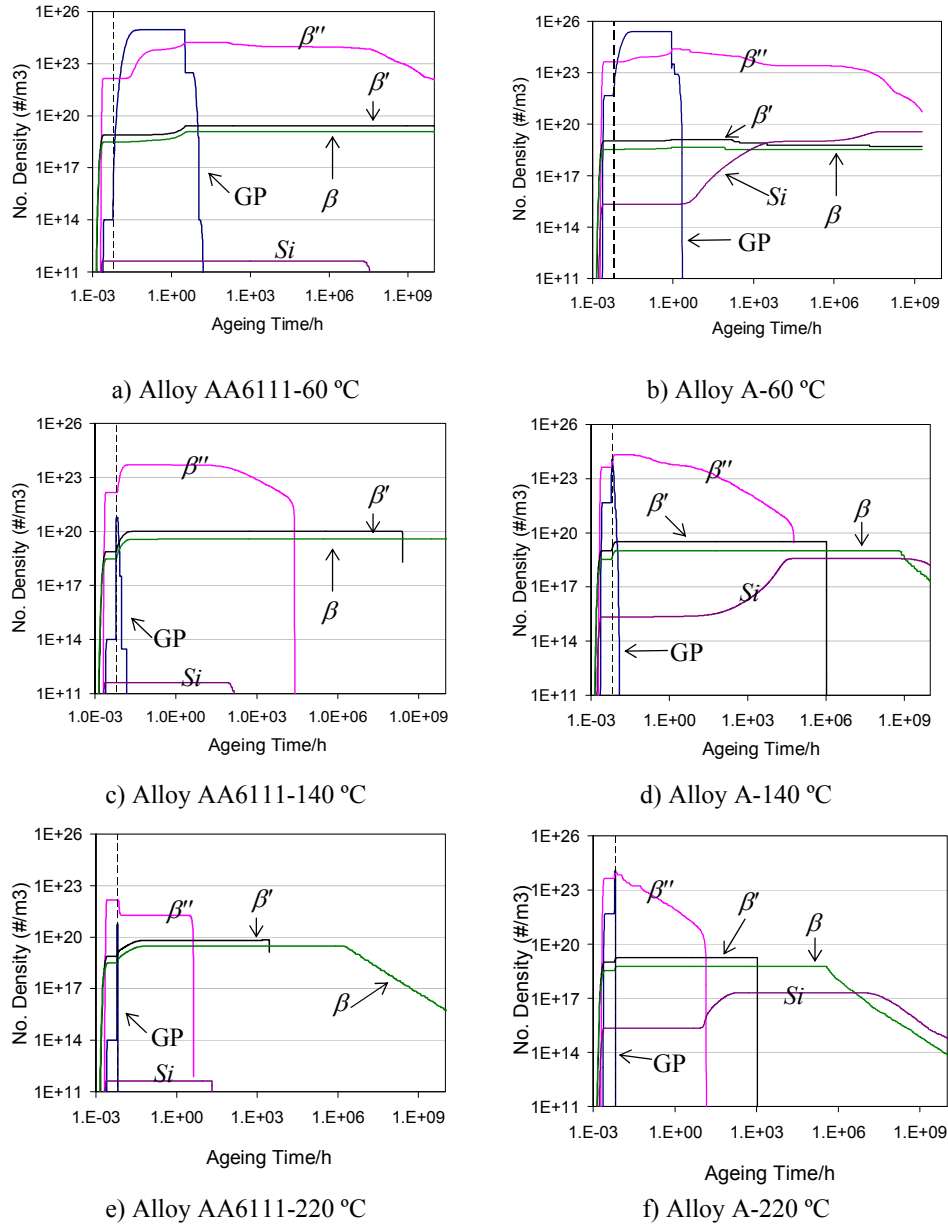 No. Density (#/m3)
1E+26
1E+23
1E+20
1E+17
1E+14
1E+11
β''
β'
GP
β
Si
1.E-03 1.E+00 1.E+03 1.E+06 1.E+09
Ageing Time/h
a) Alloy AA6111-60 ºC
No. Density (#/m3)
1E+26
1E+23
1E+20
1E+17
1E+14
1E+11
β''
β'
Si
β
GP
1.E-03 1.E+00 1.E+03 1.E+06 1.E+09
Ageing Time/h
b) Alloy A-60 ºC
No. Density (#/m3)
1E+26
1E+23
1E+20
1E+17
1E+14
1E+11
β''
β'
β
GP
Si
1.0E-03 1.0E+00 1.0E+03 1.0E+06 1.0E+09
Ageing Time/h
c) Alloy AA6111-140 ºC
No. Density (#/m3)
1E+26
1E+23
1E+20
1E+17
1E+14
1E+11
β''
β'
β
Si
GP
1.E-03 1.E+00 1.E+03 1.E+06 1.E+09
Ageing Time/h
d) Alloy A-140 ºC
No. Density (#/m3)
1E+26
1E+23
1E+20
1E+17
1E+14
1E+11
β''
β'
β
GP
Si
1.E-03 1.E+00 1.E+03 1.E+06 1.E+09
Ageing Time/h
e) Alloy AA6111-220 ºC
No. Density (#/m3)
1E+26
1E+23
1E+20
1E+17
1E+14
1E+11
β''
β'
β
Si
GP
1.E-03 1.E+00 1.E+03 1.E+06 1.E+09
Ageing Time/h
f) Alloy A-220 ºC